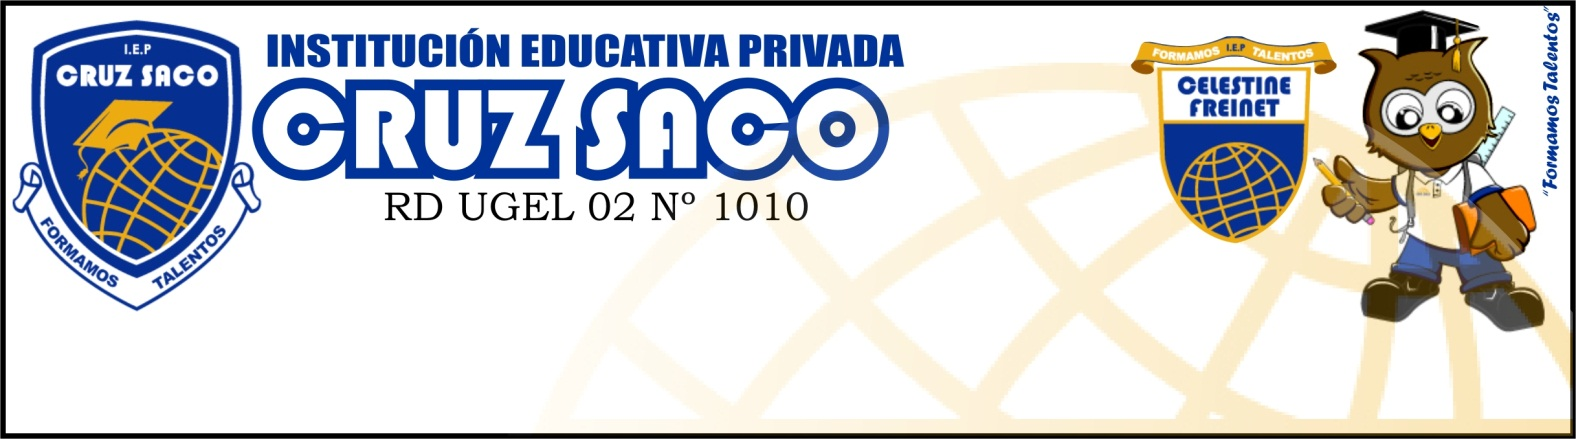 I.E.P
CRUZ SACO
FORMAMOS TALENTOS
INSTITUCIÓN EDUCATIVA PRIVADA
CRUZ SACO
RD UGEL 02 Nº 1010
FORMAMOS I.E.P TALENTOS
CELESTINE
FREINET
"Formamos Talentos"